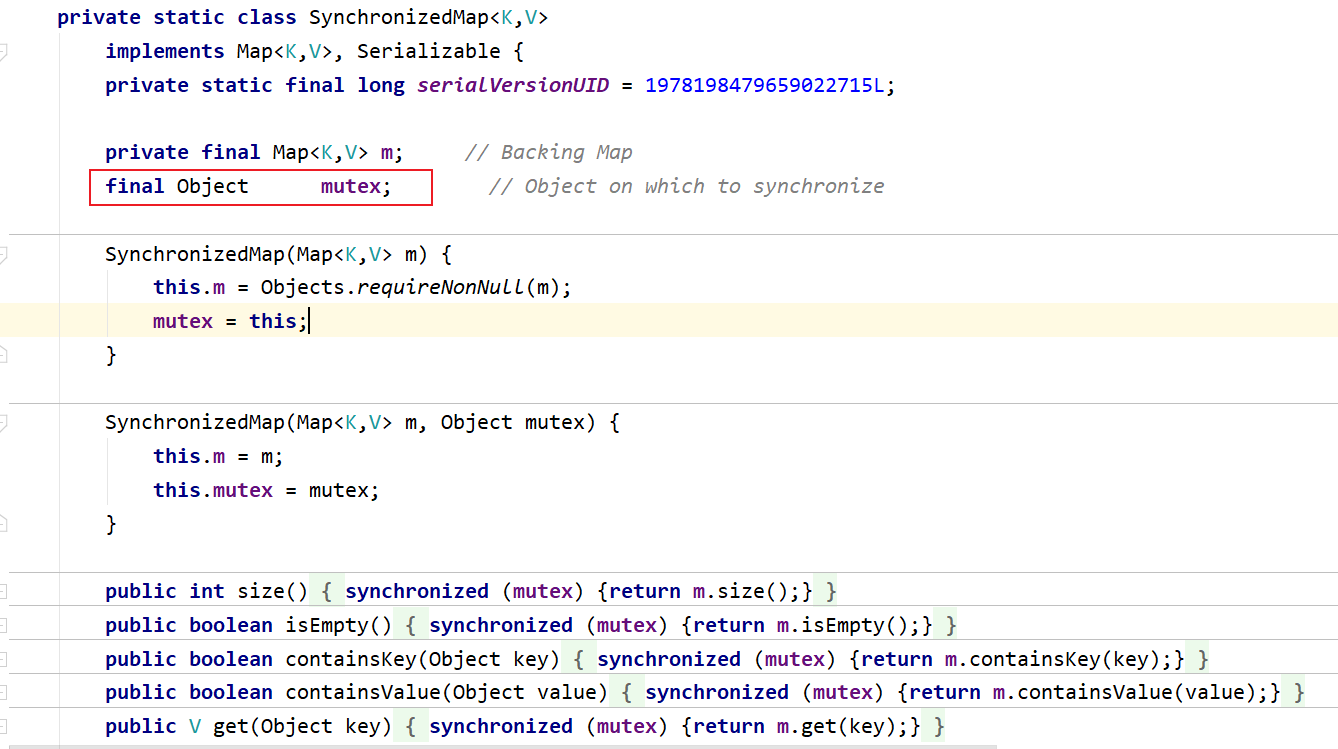 private static class SynchronizedMap<K,V>
implements Map<K,V>, Serializable {
private static final long serialVersionUID = 1978198479659022715L;
private final Map<K,V> m;     // Backing Map
final Object      mutex;        // Object on which to synchronize
SynchronizedMap(Map<K,V> m) {
this.m = Objects.requireNonNull(m);
mutex = this;
}
SynchronizedMap(Map<K,V> m, Object mutex) {
this.m = m;
this.mutex = mutex;
}
public int size() { synchronized (mutex) {return m.size();} }
public boolean isEmpty() { synchronized (mutex) {return m.isEmpty();} }
public boolean containsKey(Object key) { synchronized (mutex) {return m.containsKey(key);} }
public boolean containsValue(Object value) { synchronized (mutex) {return m.containsValue(value);} }
public V get(Object key) { synchronized (mutex) {return m.get(key);} }